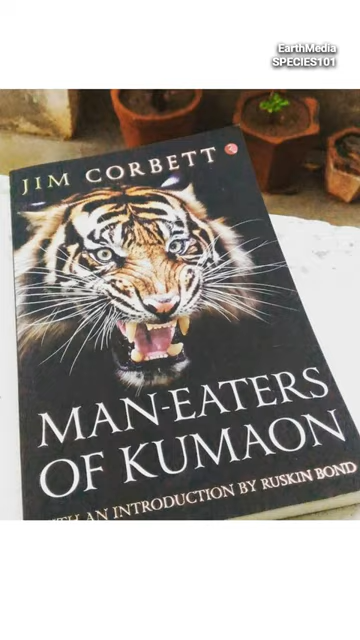 EarthMedia
SPECIES101
JIM CORBETT
MAN-EATERS
OF KUMAON
AN INTRODUCTION BY RUSKIN BOND